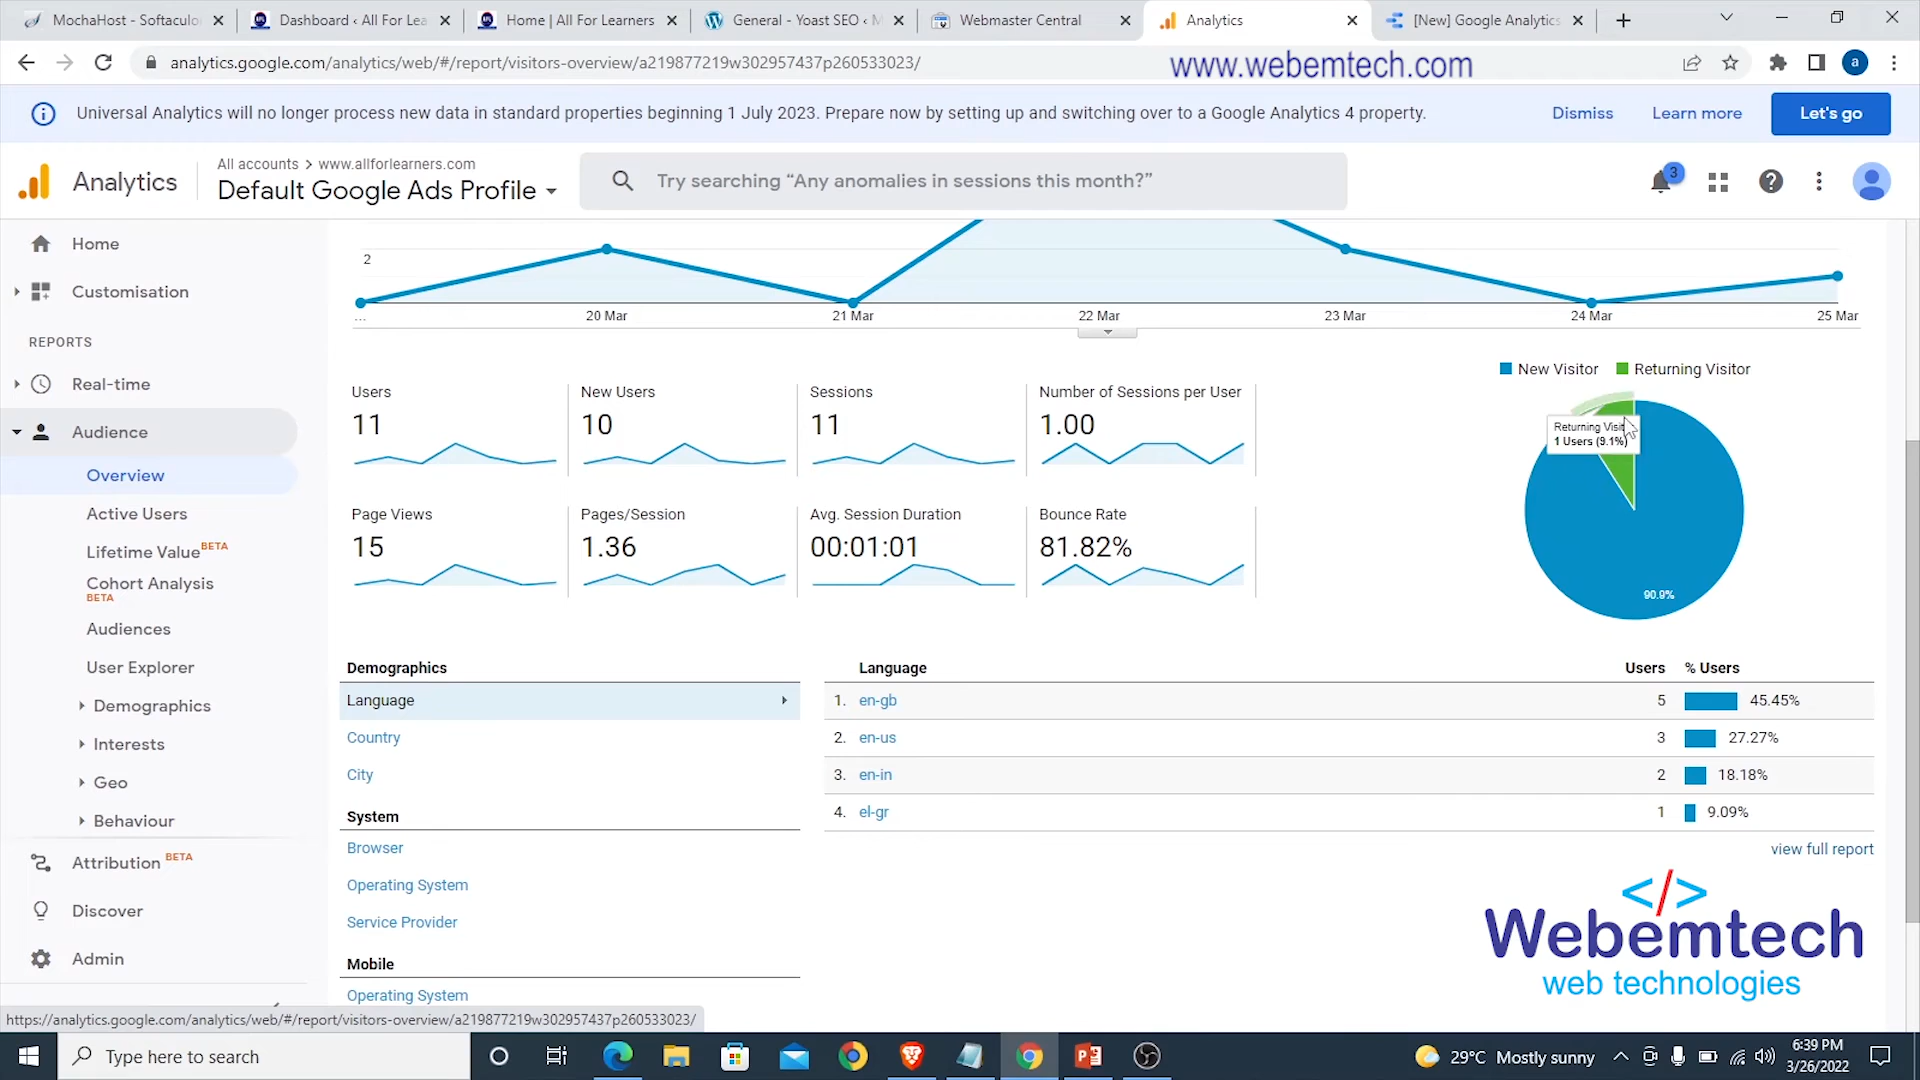 MochaHost - Softaculo
Dashboard ‹ All For Lea
Home | All For Learners
General - Yoast SEO ‹ M
Webmaster Central
Analytics
[New] Google Analytics
analytics.google.com/analytics/web/#/report/visitors-overview/a219877219w302957437p260533023/
www.webemtech.com
a
Universal Analytics will no longer process new data in standard properties beginning 1 July 2023. Prepare now by setting up and switching over to a Google Analytics 4 property.
Dismiss
Learn more
Let's go
Analytics
All accounts > www.allforlearners.com
Default Google Ads Profile
Try searching “Any anomalies in sessions this month?”
3
Home
Customisation
REPORTS
Real-time
Audience
Overview
Active Users
Lifetime Value BETA
Cohort Analysis
BETA
Audiences
User Explorer
Demographics
Interests
Geo
Behaviour
Attribution BETA
Discover
Admin
2
...
20 Mar
21 Mar
22 Mar
23 Mar
24 Mar
25 Mar
Users
11
New Users
10
Sessions
11
Number of Sessions per User
1.00
Page Views
15
Pages/Session
1.36
Avg. Session Duration
00:01:01
Bounce Rate
81.82%
New Visitor
Returning Visitor
Returning Visit
1 Users (9.1%)
90.9%
Demographics
Language
Country
City
System
Browser
Operating System
Service Provider
Mobile
Operating System
Language Users % Users
1. en-gb 5 45.45%
2. en-us 3 27.27%
3. en-in 2 18.18%
4. el-gr 1 9.09%
view full report
</>
Webemtech
web technologies
https://analytics.google.com/analytics/web/#/report/visitors-overview/a219877219w302957437p260533023/
Type here to search
29°C Mostly sunny
6:39 PM
3/26/2022